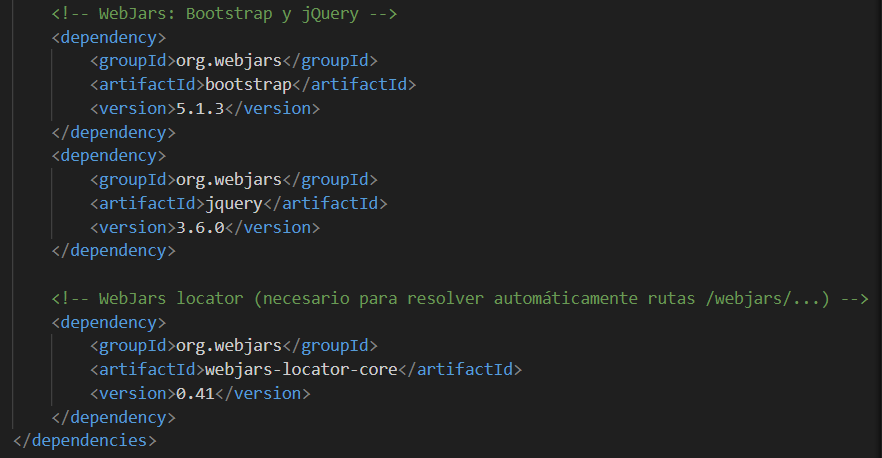 <!-- WebJars: Bootstrap y jQuery -->
<dependency>
<groupId>org.webjars</groupId>
<artifactId>bootstrap</artifactId>
<version>5.1.3</version>
</dependency>
<dependency>
<groupId>org.webjars</groupId>
<artifactId>jquery</artifactId>
<version>3.6.0</version>
</dependency>
<!-- WebJars locator (necesario para resolver automáticamente rutas /webjars/...) -->
<dependency>
<groupId>org.webjars</groupId>
<artifactId>webjars-locator-core</artifactId>
<version>0.41</version>
</dependency>
</dependencies>